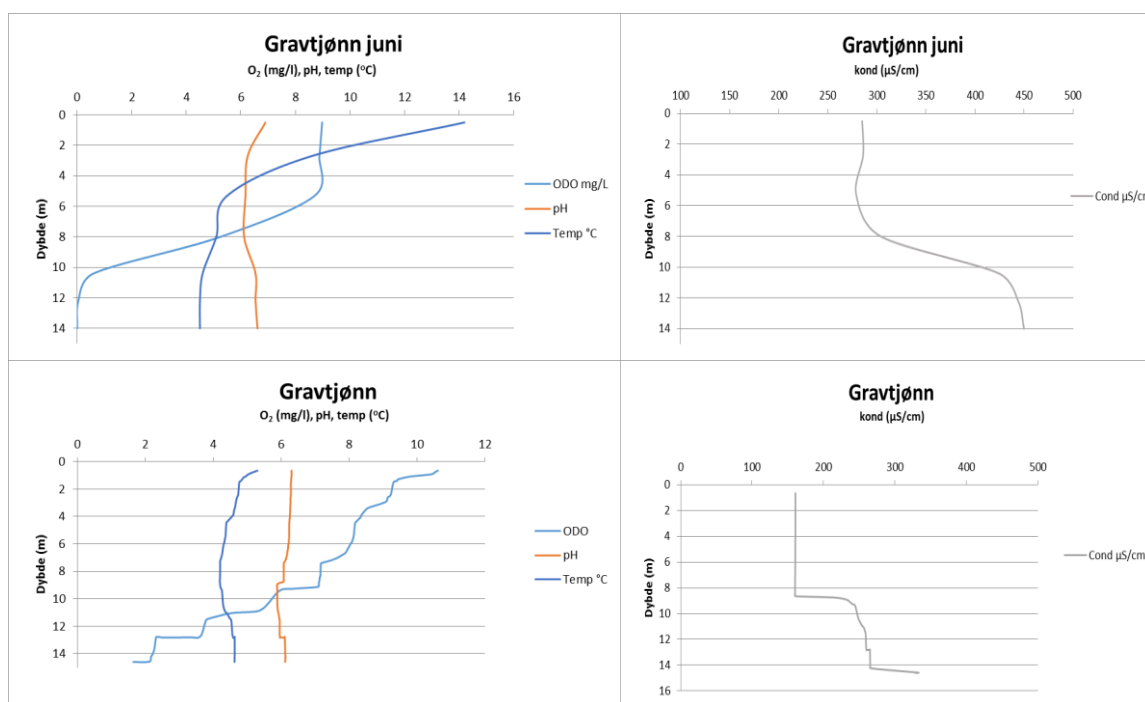 Gravtjønn juni
O₂ (mg/l), pH, temp (°C)
0 2 4 6 8 10 12 14 16
0
2
4
6
8
10
12
14
Dybde (m)
ODO mg/L
pH
Temp °C
Gravtjønn juni
kond (µS/cm)
100 150 200 250 300 350 400 450 500
0
2
4
6
8
10
12
14
Dybde (m)
Cond µS/cm
Gravtjønn
O₂ (mg/l), pH, temp (°C)
0 2 4 6 8 10 12
0
2
4
6
8
10
12
14
Dybde (m)
ODO
pH
Temp °C
Gravtjønn
kond (µS/cm)
0 100 200 300 400 500
0
2
4
6
8
10
12
14
16
Dybde (m)
Cond µS/cm